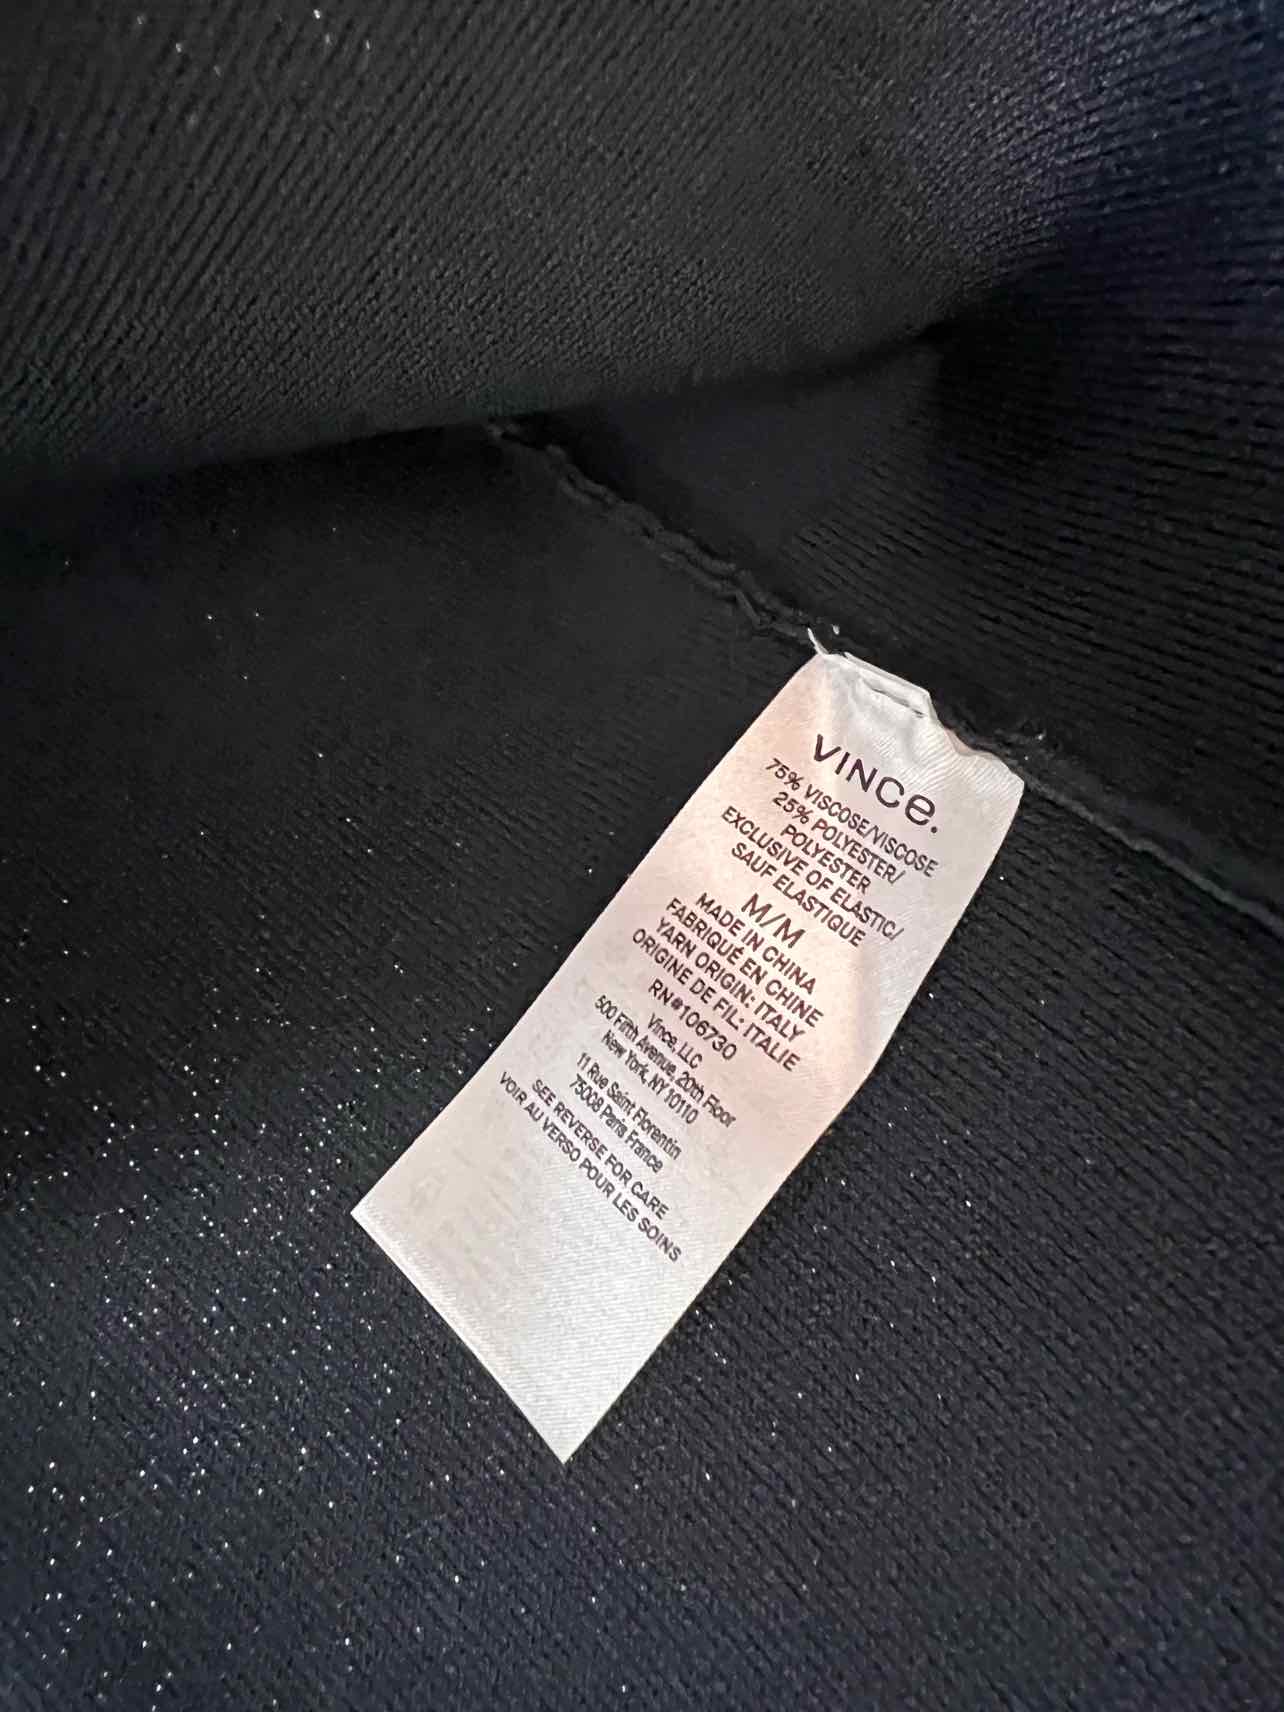 VINCE.
75% VISCOSE/VISCOSE
25% POLYESTER/
POLYESTER
EXCLUSIVE OF ELASTIC/
SAUF ELASTIQUE
M/M
MADE IN CHINA
FABRIQUÉ EN CHINE
YARN ORIGIN: ITALY
ORIGINE DE FIL: ITALIE
RN#106730
Vince, LLC
500 Fifth Avenue, 20th Floor
New York, NY 10110
11 Rue Saint Florentin
75008 Paris France
SEE REVERSE FOR CARE
VOIR AU VERSO POUR LES SOINS